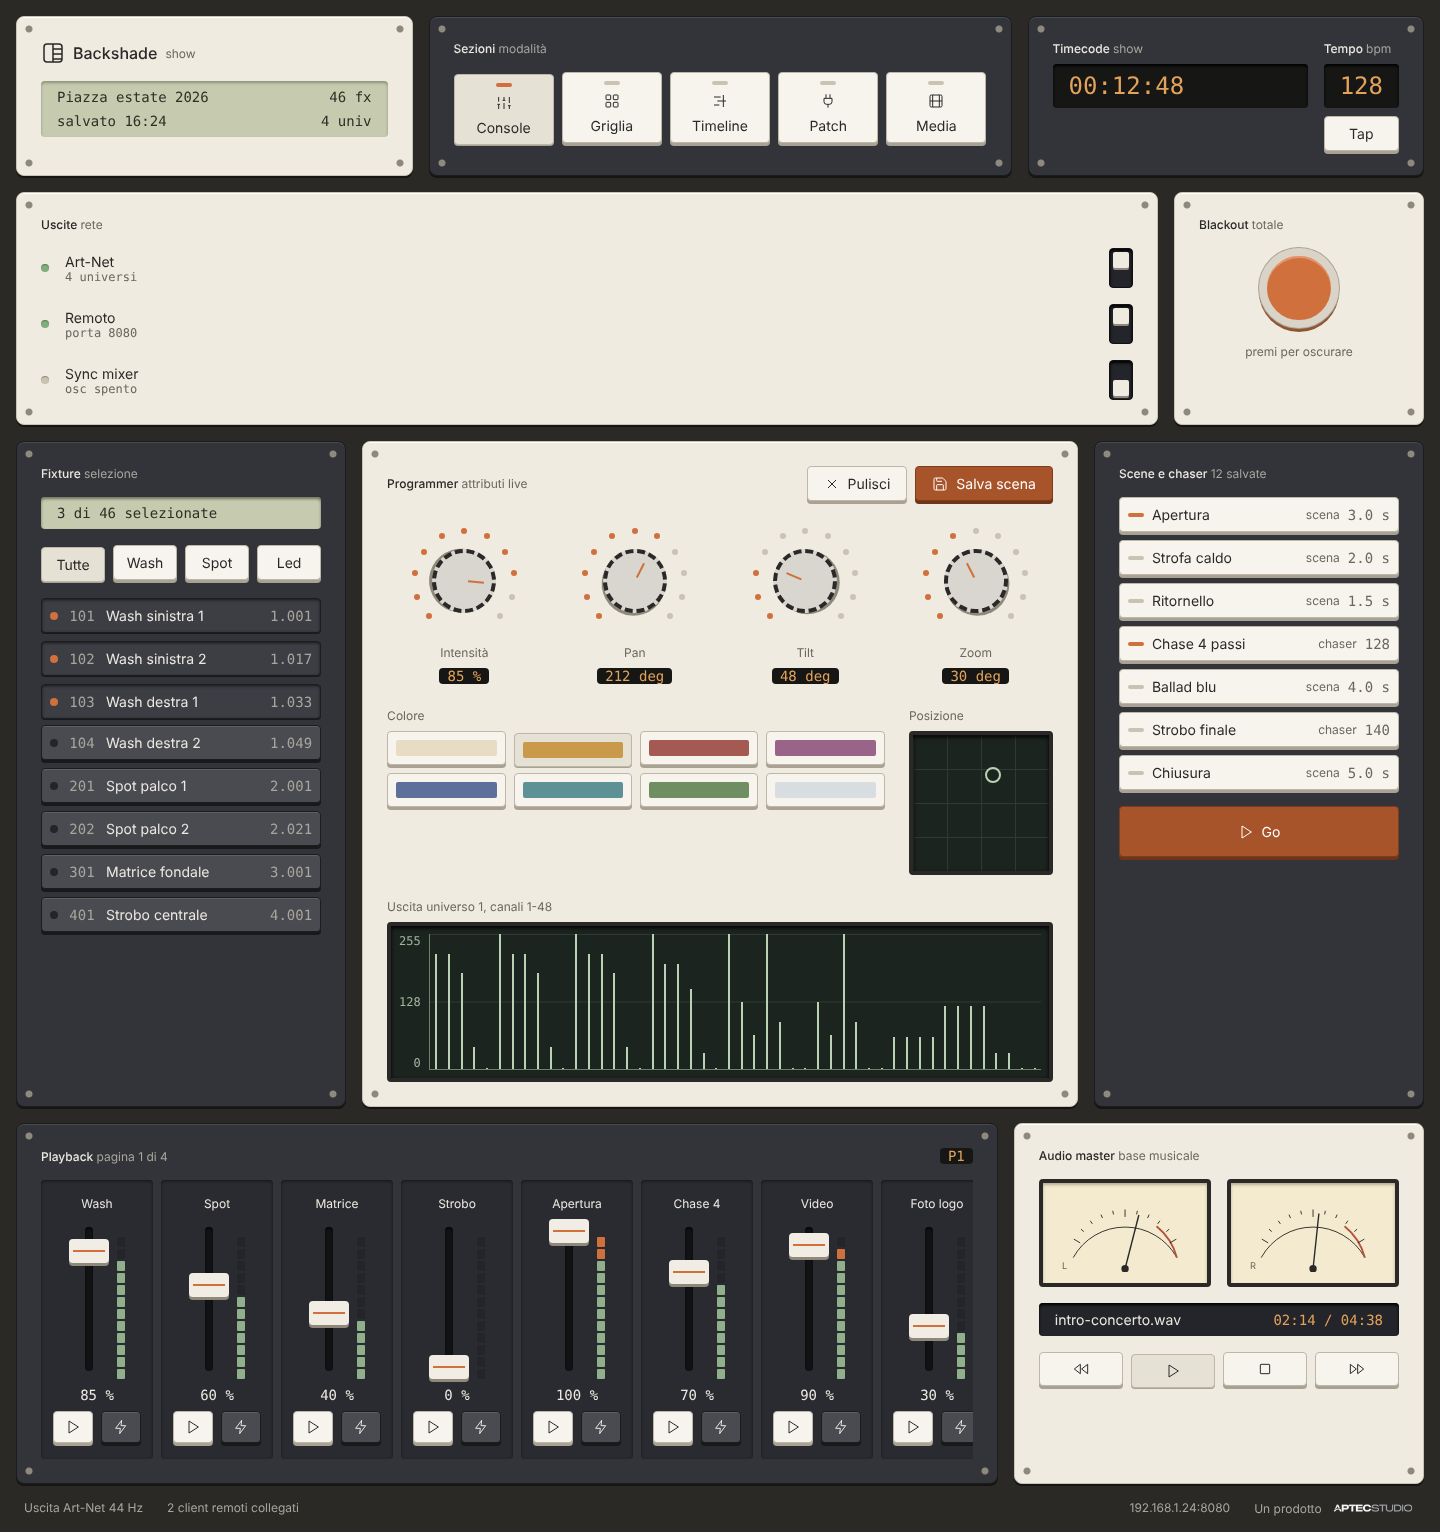 Backshade show
Piazza estate 2026 46 fx
salvato 16:24 4 univ
Sezioni modalità
Console Griglia Timeline Patch Media
Timecode show
00:12:48
Tempo bpm
128
Tap
Uscite rete
Art-Net
4 universi
Remoto
porta 8080
Sync mixer
osc spento
Blackout totale
premi per oscurare
Fixture selezione
3 di 46 selezionate
Tutte Wash Spot Led
101 Wash sinistra 1 1.001
102 Wash sinistra 2 1.017
103 Wash destra 1 1.033
104 Wash destra 2 1.049
201 Spot palco 1 2.001
202 Spot palco 2 2.021
301 Matrice fondale 3.001
401 Strobo centrale 4.001
Programmer attributi live
Pulisci Salva scena
Intensità Pan Tilt Zoom
85 % 212 deg 48 deg 30 deg
Colore
Posizione
Uscita universo 1, canali 1-48
255
128
0
Scene e chaser 12 salvate
Apertura scena 3.0 s
Strofa caldo scena 2.0 s
Ritornello scena 1.5 s
Chase 4 passi chaser 128
Ballad blu scena 4.0 s
Strobo finale chaser 140
Chiusura scena 5.0 s
Go
Playback pagina 1 di 4 P1
Wash Spot Matrice Strobo Apertura Chase 4 Video Foto logo
85 % 60 % 40 % 0 % 100 % 70 % 90 % 30 %
Audio master base musicale
L R
intro-concerto.wav 02:14 / 04:38
Uscita Art-Net 44 Hz 2 client remoti collegati 192.168.1.24:8080 Un prodotto APTECSTUDIO